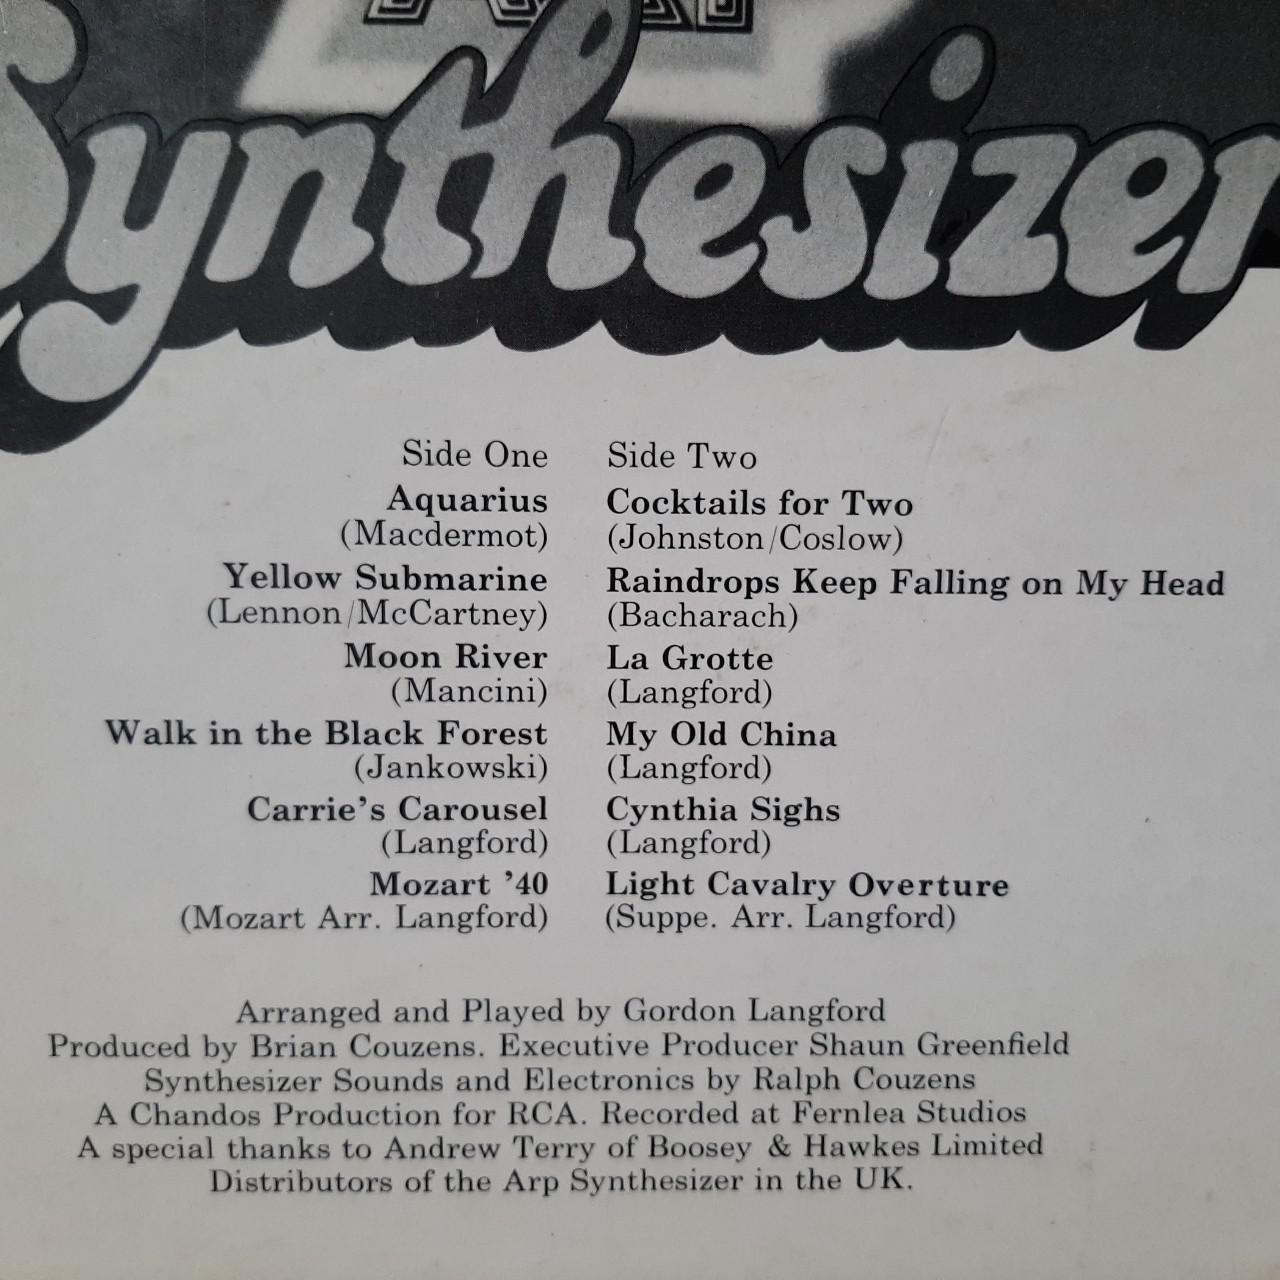 Synthesizer
Side One
Aquarius
(Macdermot)
Yellow Submarine
(Lennon/McCartney)
Moon River
(Mancini)
Walk in the Black Forest
(Jankowski)
Carrie's Carousel
(Langford)
Mozart '40
(Mozart Arr. Langford)
Side Two
Cocktails for Two
(Johnston/Coslow)
Raindrops Keep Falling on My Head
(Bacharach)
La Grotte
(Langford)
My Old China
(Langford)
Cynthia Sighs
(Langford)
Light Cavalry Overture
(Suppe. Arr. Langford)
Arranged and Played by Gordon Langford
Produced by Brian Couzens. Executive Producer Shaun Greenfield
Synthesizer Sounds and Electronics by Ralph Couzens
A Chandos Production for RCA. Recorded at Fernlea Studios
A special thanks to Andrew Terry of Boosey & Hawkes Limited
Distributors of the Arp Synthesizer in the UK.